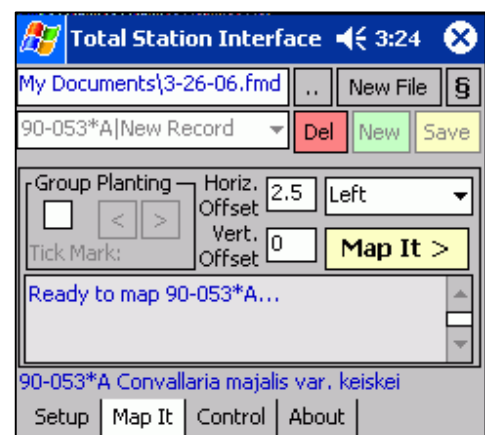 Total Station Interface 3:24
My Documents\3-26-06.fmd .. New File §
90-053*A|New Record Del New Save
Group Planting Horiz. Offset 2.5 Left
< >
Tick Mark: Vert. Offset 0 Map It >
Ready to map 90-053*A...
90-053*A Convallaria majalis var. keiskei
Setup Map It Control About